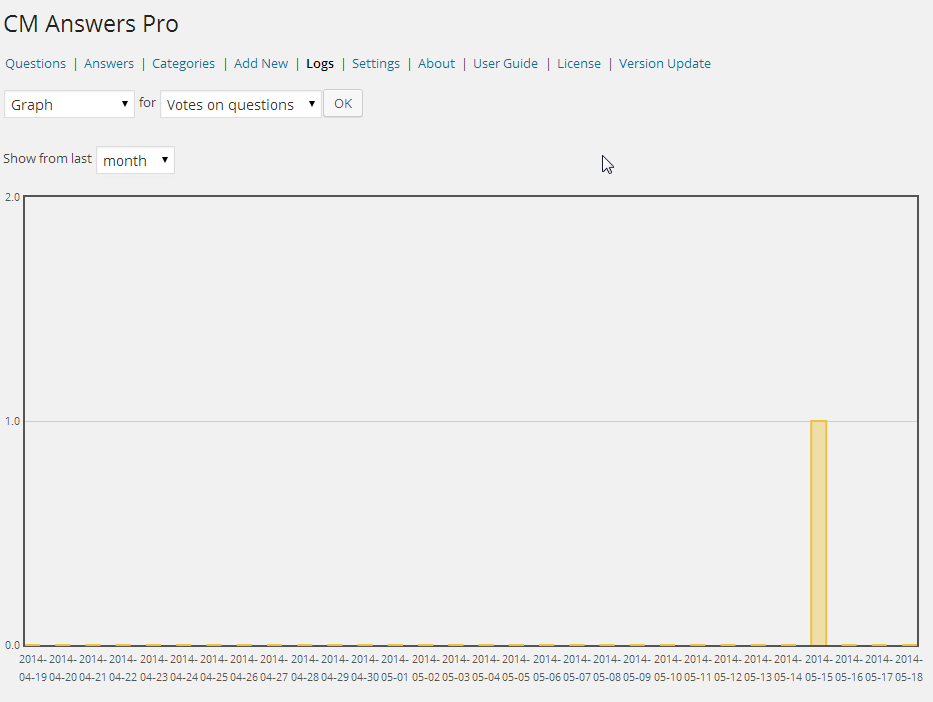 CM Answers Pro
Questions | Answers | Categories | Add New | Logs | Settings | About | User Guide | License | Version Update
Graph for Votes on questions OK
Show from last month
2.0
1.0
0.0
2014- 2014- 2014- 2014- 2014- 2014- 2014- 2014- 2014- 2014- 2014- 2014- 2014- 2014- 2014- 2014- 2014- 2014- 2014- 2014- 2014- 2014- 2014- 2014- 2014- 2014- 2014- 2014- 2014- 2014-
04-19 04-20 04-21 04-22 04-23 04-24 04-25 04-26 04-27 04-28 04-29 04-30 05-01 05-02 05-03 05-04 05-05 05-06 05-07 05-08 05-09 05-10 05-11 05-12 05-13 05-14 05-15 05-16 05-17 05-18